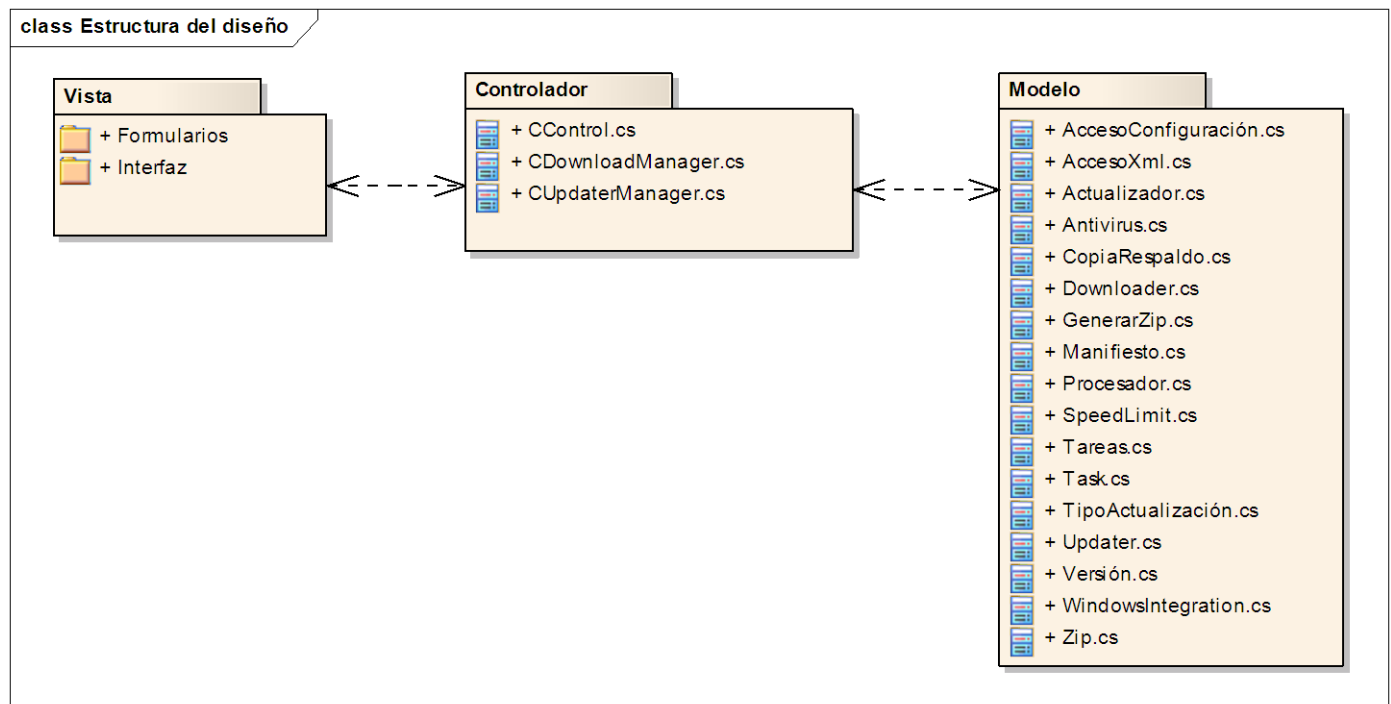 class Estructura del diseño
Vista
+ Formularios
+ Interfaz
Controlador
+ CControl.cs
+ CDownloadManager.cs
+ CUpdaterManager.cs
Modelo
+ AccesoConfiguración.cs
+ AccesoXml.cs
+ Actualizador.cs
+ Antivirus.cs
+ CopiaRespaldo.cs
+ Downloader.cs
+ GenerarZip.cs
+ Manifiesto.cs
+ Procesador.cs
+ SpeedLimit.cs
+ Tareas.cs
+ Task.cs
+ TipoActualización.cs
+ Updater.cs
+ Versión.cs
+ WindowsIntegration.cs
+ Zip.cs